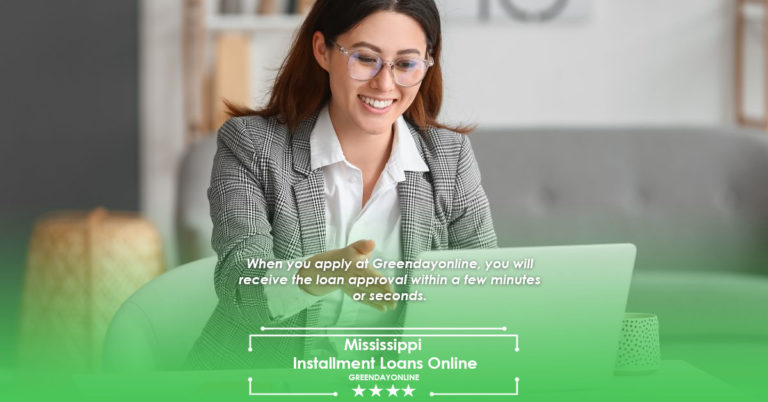 When you apply at Greendayonline, you will
receive the loan approval within a few minutes
or seconds.
Mississippi
Installment Loans Online
GREENDAYONLINE